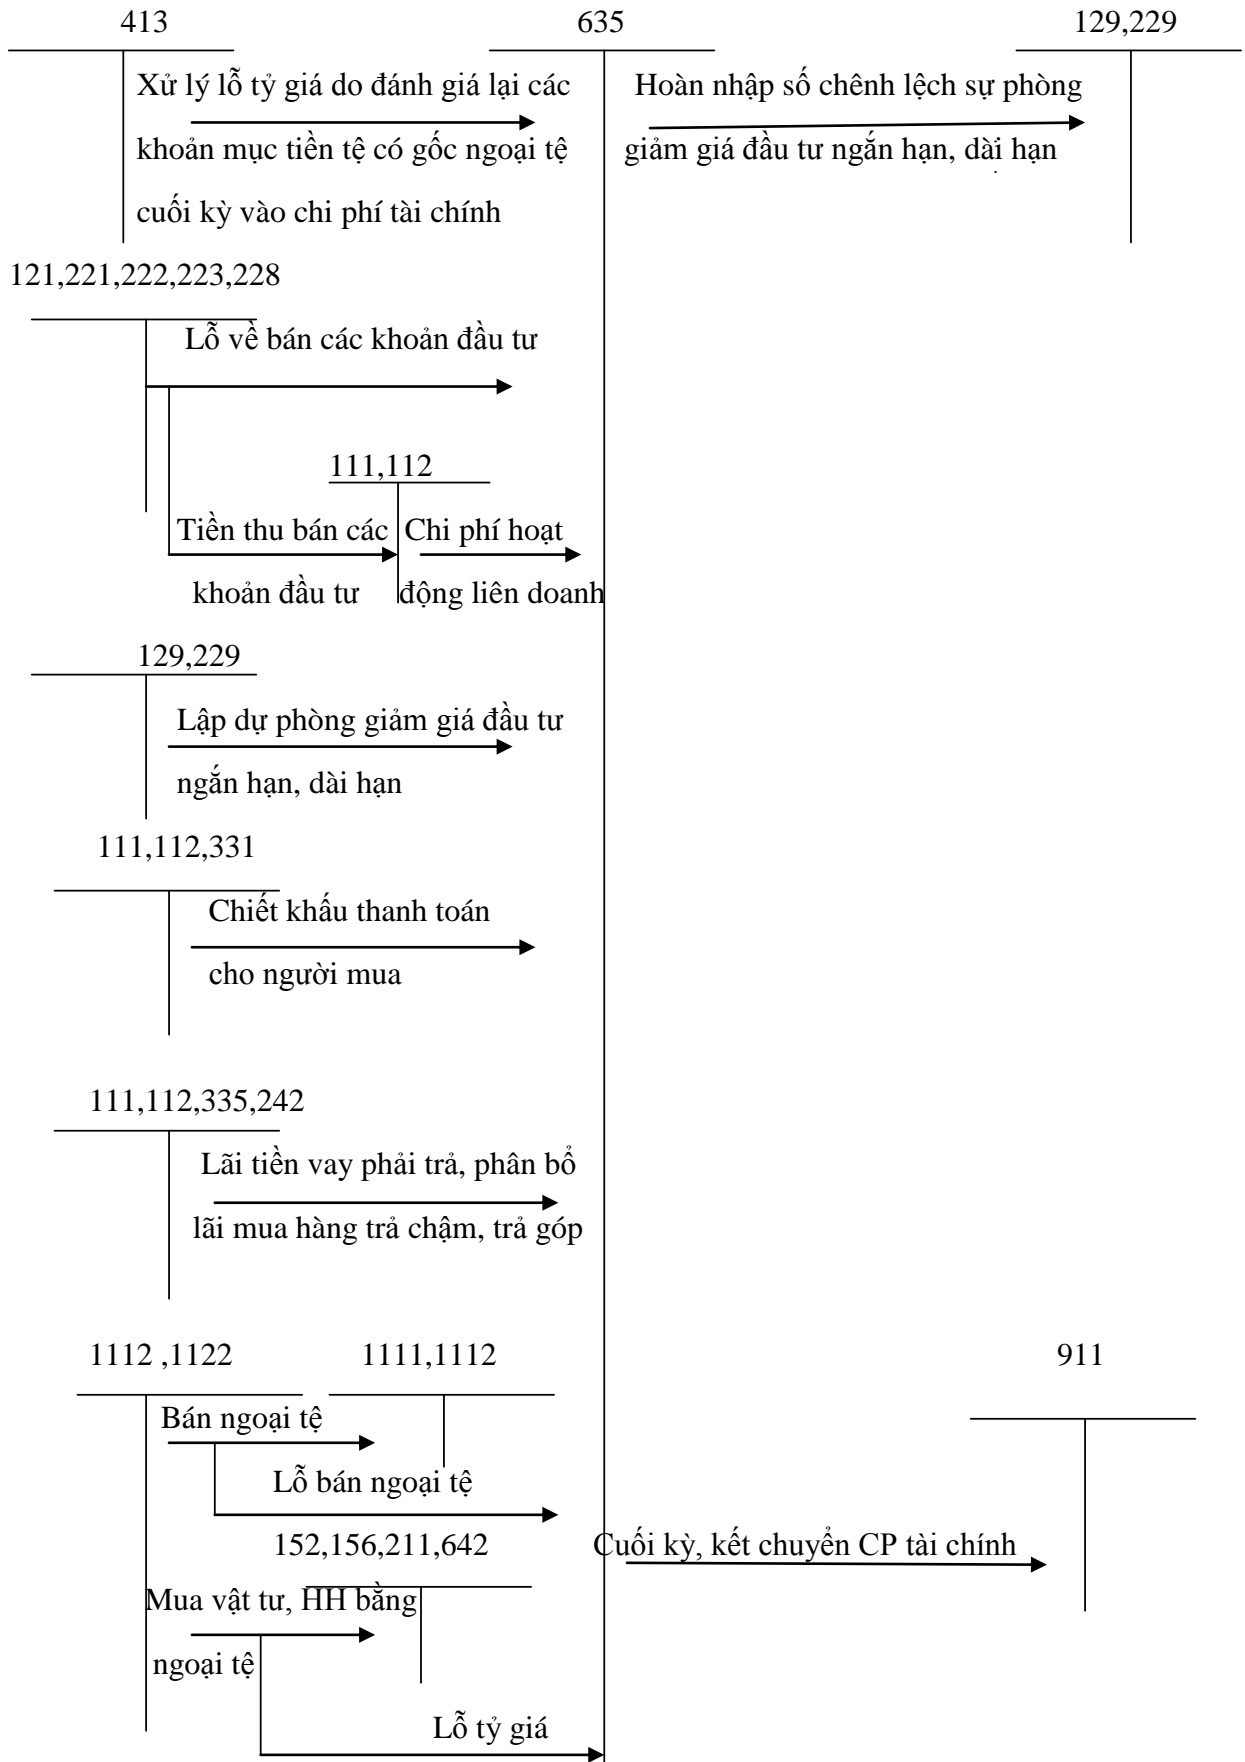 413
635
129,229
Xử lý lỗ tỷ giá do đánh giá lại các
khoản mục tiền tệ có gốc ngoại tệ
cuối kỳ vào chi phí tài chính
Hoàn nhập số chênh lệch sự phòng
giảm giá đầu tư ngắn hạn, dài hạn
121,221,222,223,228
Lỗ về bán các khoản đầu tư
111,112
Tiền thu bán các
khoản đầu tư
Chi phí hoạt
động liên doanh
129,229
Lập dự phòng giảm giá đầu tư
ngắn hạn, dài hạn
111,112,331
Chiết khấu thanh toán
cho người mua
111,112,335,242
Lãi tiền vay phải trả, phân bổ
lãi mua hàng trả chậm, trả góp
1112 ,1122
1111,1112
911
Bán ngoại tệ
Lỗ bán ngoại tệ
152,156,211,642
Cuối kỳ, kết chuyển CP tài chính
Mua vật tư, HH bằng
ngoại tệ
Lỗ tỷ giá